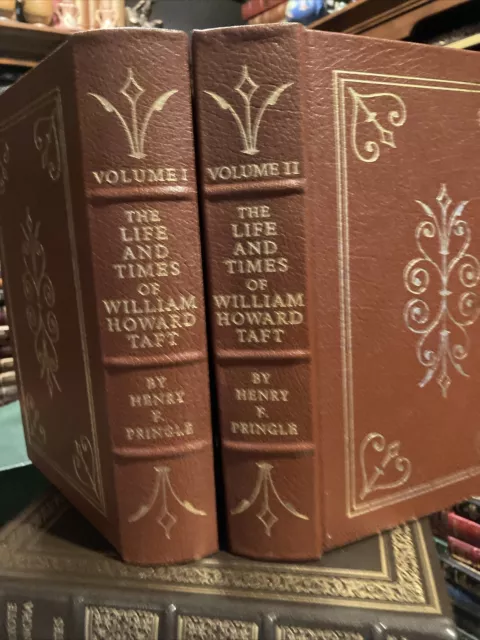 VOLUME I
THE
LIFE
AND
TIMES
OF
WILLIAM
HOWARD
TAFT
BY
HENRY
F.
PRINGLE
VOLUME II
THE
LIFE
AND
TIMES
OF
WILLIAM
HOWARD
TAFT
BY
HENRY
F.
PRINGLE